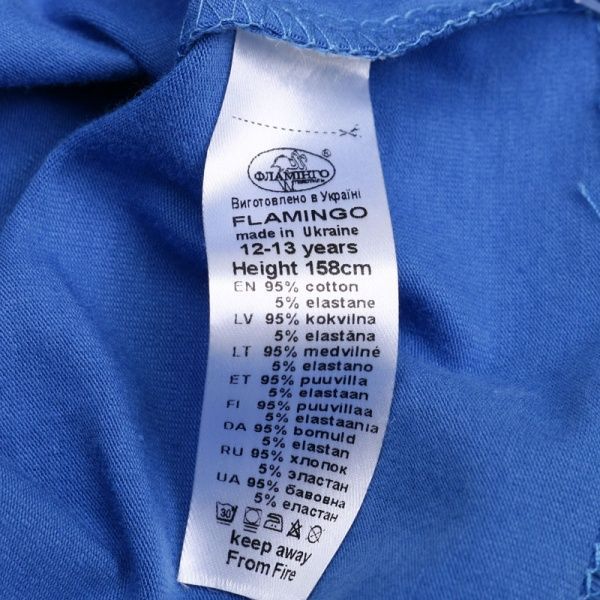 ФЛАМІНГО
Виготовлено в Україні
FLAMINGO
made in Ukraine
12-13 years
Height 158cm
EN 95% cotton
5% elastane
LV 95% kokvilna
5% elastāna
LT 95% medvilnė
5% elastano
ET 95% puuvilla
5% elastaan
FI 95% puuvillaa
5% elastaania
DA 95% bomuld
5% elastan
RU 95% хлопок
5% эластан
UA 95% бавовна
5% еластан
30
keep away
From Fire